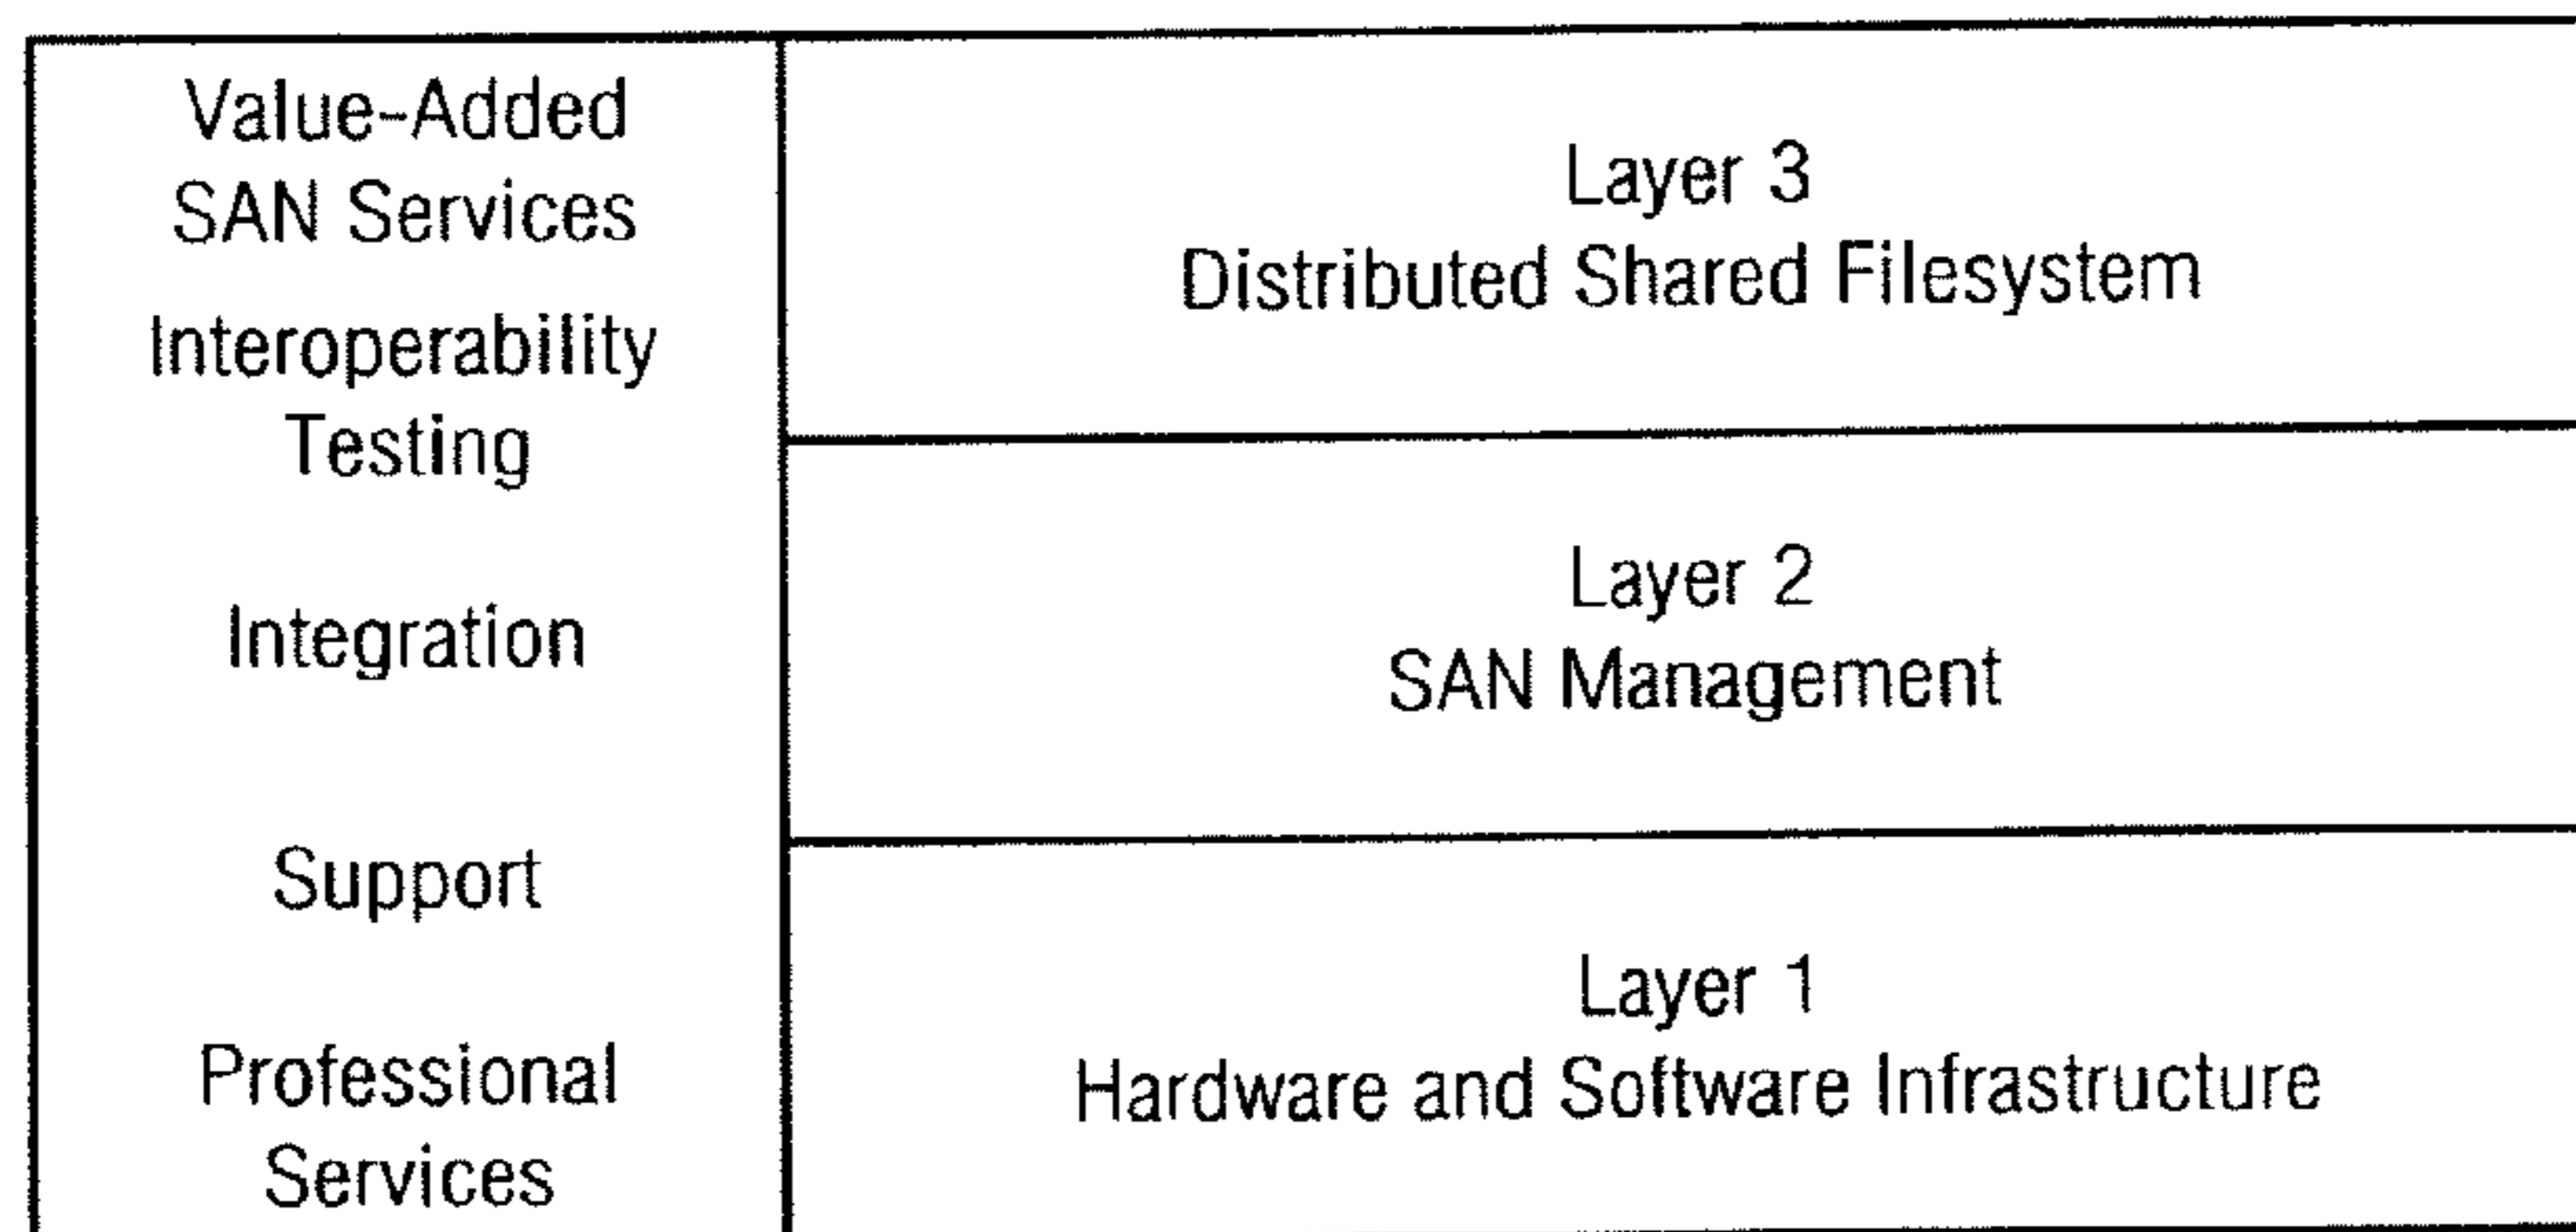 Value-Added
SAN Services
Interoperability
Testing
Integration
Support
Professional
Services
Layer 3
Distributed Shared Filesystem
Layer 2
SAN Management
Layer 1
Hardware and Software Infrastructure